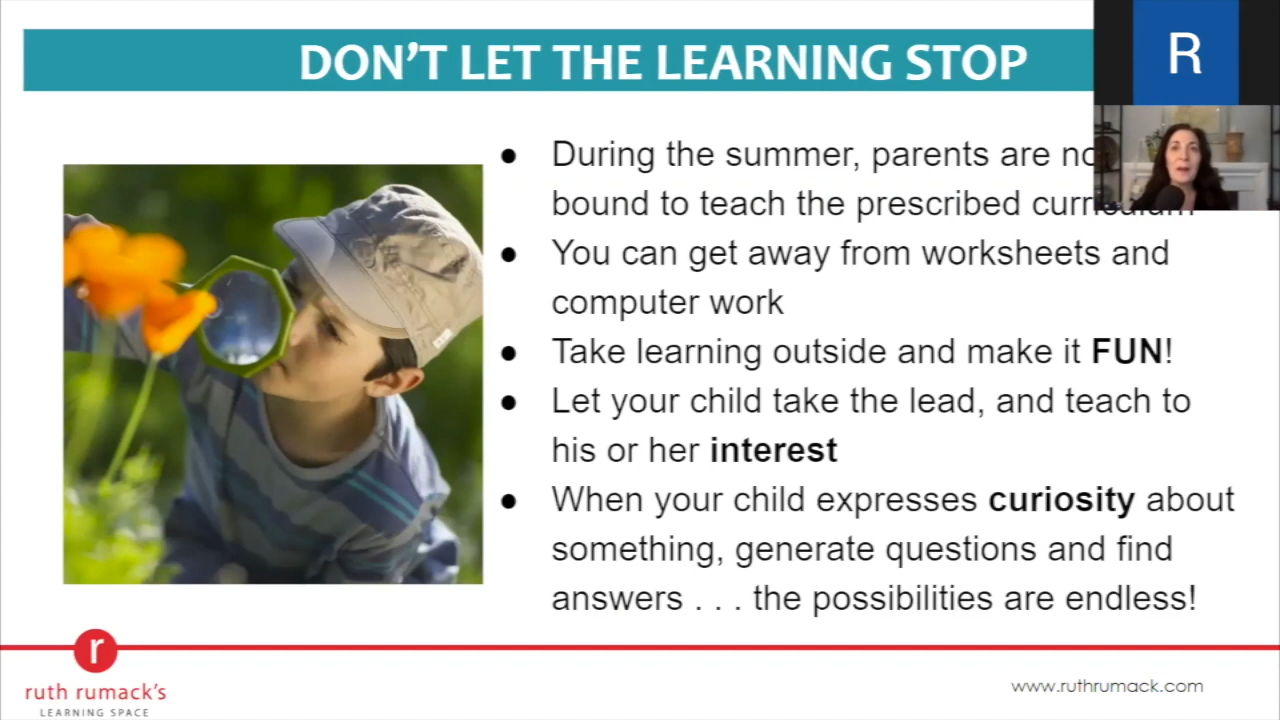 DON'T LET THE LEARNING STOP
R
● During the summer, parents are
bound to teach the prescribed curriculum
● You can get away from worksheets and
computer work
● Take learning outside and make it FUN!
● Let your child take the lead, and teach to
his or her interest
● When your child expresses curiosity about
something, generate questions and find
answers . . . the possibilities are endless!
r
ruth rumack's
LEARNING SPACE
www.ruthrumack.com